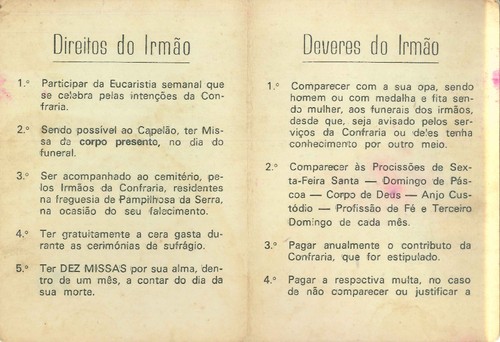 Direitos do Irmão
1.° Participar da Eucaristia semanal que
se celebra pelas intenções da Con-
fraria.
2.° Sendo possível ao Capelão, ter Mis-
sa de corpo presente, no dia do
funeral.
3.° Ser acompanhado ao cemitério, pe-
los Irmãos da Confraria, residentes
na freguesia de Pampilhosa da Serra,
na ocasião do seu falecimento.
4.° Ter gratuitamente a cera gasta du-
rante as cerimónias de sufrágio.
5.° Ter DEZ MISSAS por sua alma, den-
tro de um mês, a contar do dia da
sua morte.
Deveres do Irmão
1.° Comparecer com a sua opa, sendo
homem ou com medalha e fita sen-
do mulher, aos funerais dos irmãos,
desde que, seja avisado pelos ser-
viços da Confraria ou deles tenha
conhecimento por outro meio.
2.° Comparecer às Procissões de Sex-
ta-Feira Santa — Domingo de Pás-
coa — Corpo de Deus — Anjo Cus-
tódio — Profissão de Fé e Terceiro
Domingo de cada mês.
3.° Pagar anualmente o contributo da
Confraria, que for estipulado.
4.° Pagar a respectiva multa, no caso
de não comparecer ou justificar a